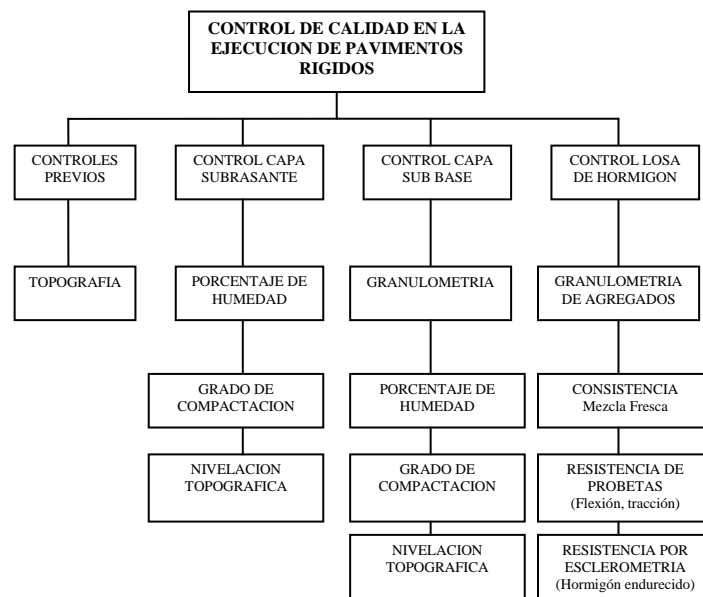 CONTROL DE CALIDAD EN LA
EJECUCION DE PAVIMENTOS
RIGIDOS
CONTROLES
PREVIOS
CONTROL CAPA
SUBRASANTE
CONTROL CAPA
SUB BASE
CONTROL LOSA
DE HORMIGON
TOPOGRAFIA
PORCENTAJE DE
HUMEDAD
GRANULOMETRIA
GRANULOMETRIA
DE AGREGADOS
GRADO DE
COMPACTACION
PORCENTAJE DE
HUMEDAD
CONSISTENCIA
Mezcla Fresca
NIVELACION
TOPOGRAFICA
GRADO DE
COMPACTACION
RESISTENCIA DE
PROBETAS
(Flexión, tracción)
NIVELACION
TOPOGRAFICA
RESISTENCIA POR
ESCLEROMETRIA
(Hormigón endurecido)